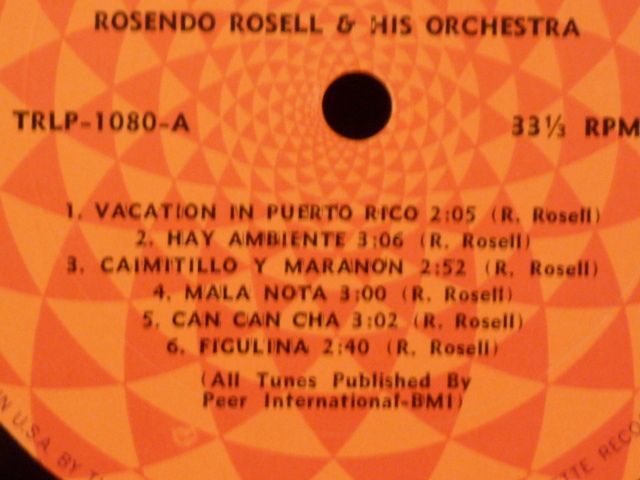 ROSENDO ROSELL & HIS ORCHESTRA
TRLP-1080-A
33⅓ RPM
1. VACATION IN PUERTO RICO 2:05 (R. Rosell)
2. HAY AMBIENTE 3:06 (R. Rosell)
3. CAIMITILLO Y MARANON 2:52 (R. Rosell)
4. MALA NOTA 3:00 (R. Rosell)
5. CAN CAN CHA 3:02 (R. Rosell)
6. FIGULINA 2:40 (R. Rosell)
(All Tunes Published By
Peer International-BMI)
IN U.S.A. BY